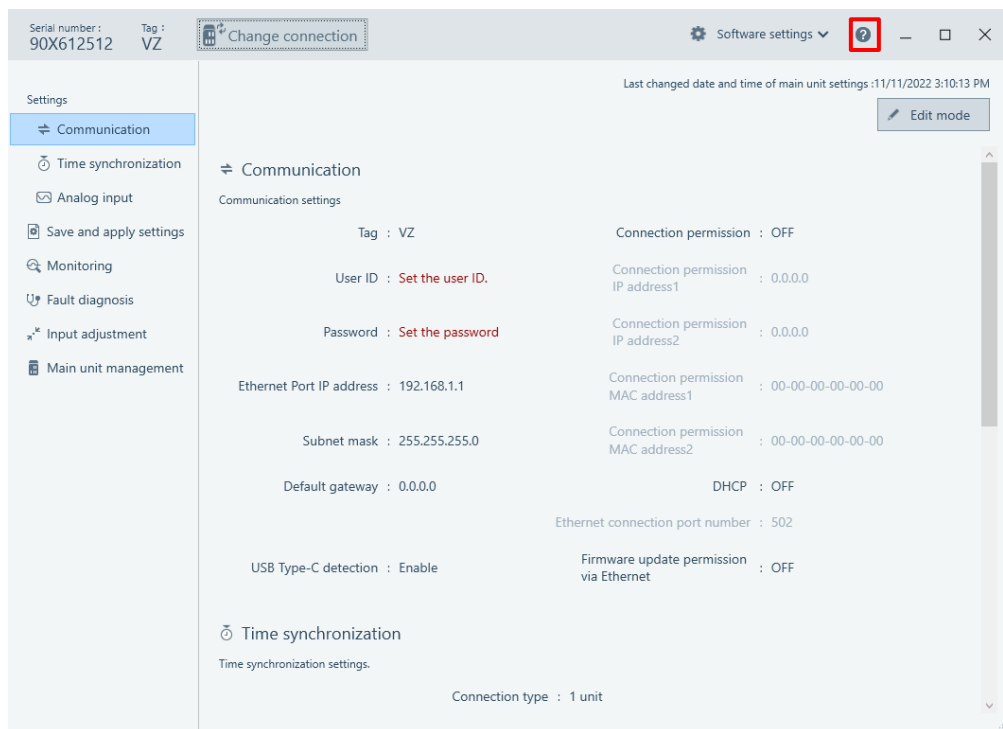 Serial number : Tag :
90X612512 VZ Change connection Software settings ?
Last changed date and time of main unit settings :11/11/2022 3:10:13 PM
Settings
Edit mode
Communication
Time synchronization
Analog input
Save and apply settings
Monitoring
Fault diagnosis
Input adjustment
Main unit management
Communication
Communication settings
Tag : VZ Connection permission : OFF
User ID : Set the user ID. Connection permission
IP address1 : 0.0.0.0
Password : Set the password Connection permission
IP address2 : 0.0.0.0
Ethernet Port IP address : 192.168.1.1 Connection permission
MAC address1 : 00-00-00-00-00-00
Subnet mask : 255.255.255.0 Connection permission
MAC address2 : 00-00-00-00-00-00
Default gateway : 0.0.0.0 DHCP : OFF
Ethernet connection port number : 502
USB Type-C detection : Enable Firmware update permission
via Ethernet : OFF
Time synchronization
Time synchronization settings.
Connection type : 1 unit